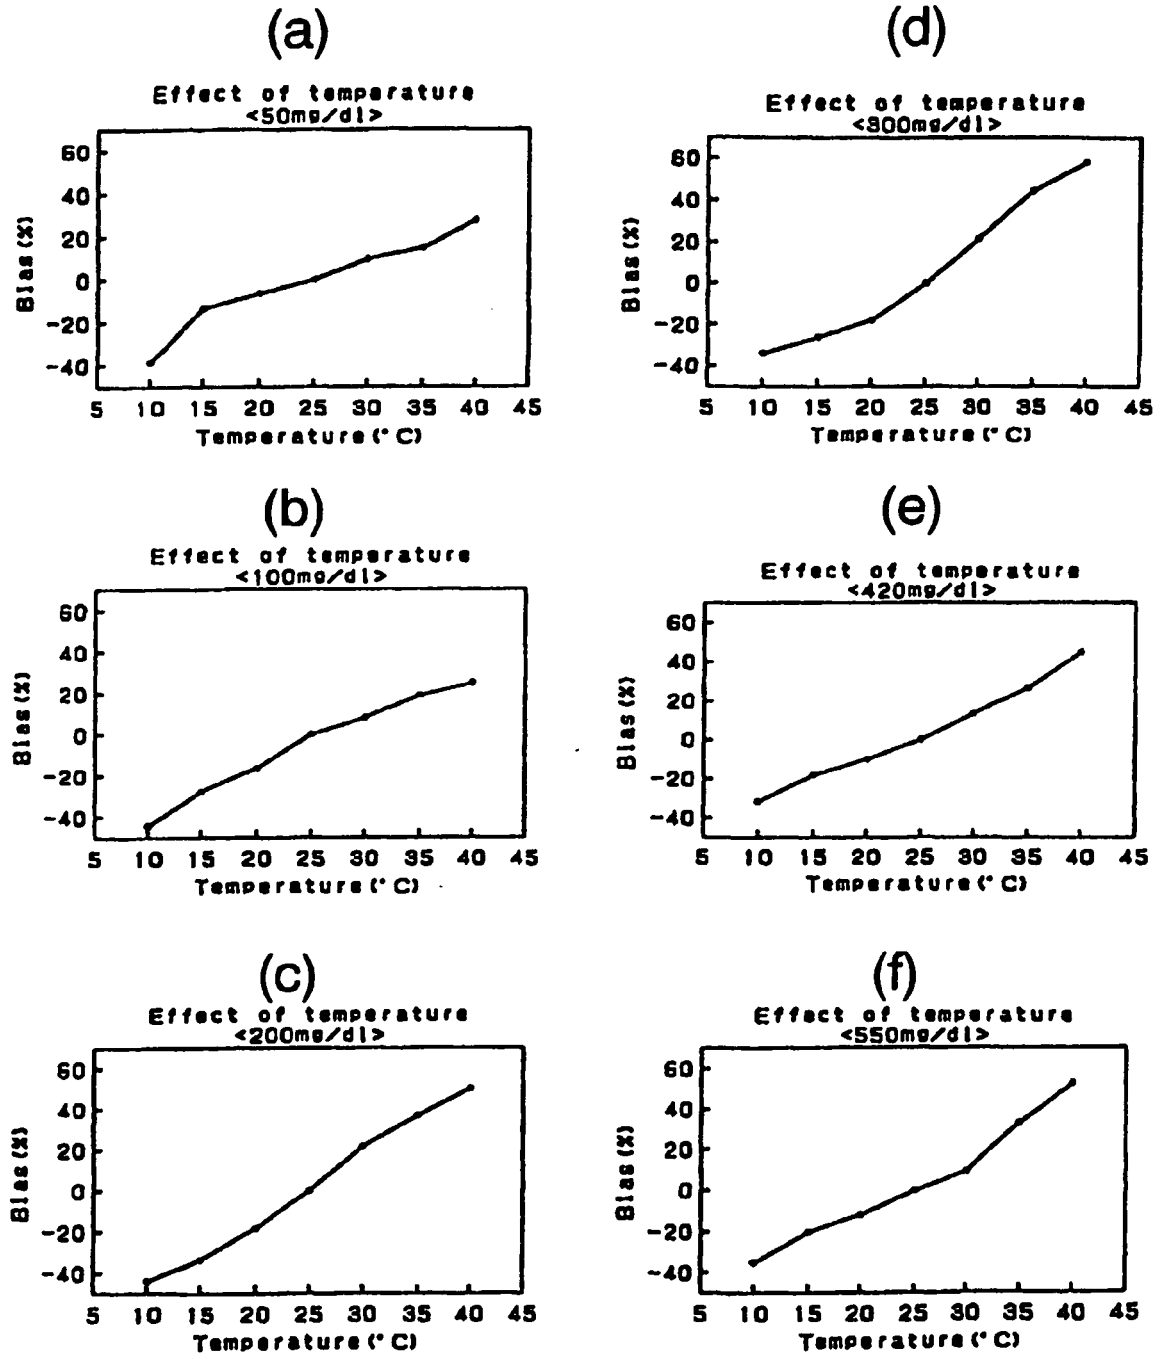 (a)
Effect of temperature
<50mg/dl>
60
40
20
0
-20
-40
Bias(%)
5 10 15 20 25 30 35 40 45
Temperature(°C)
(b)
Effect of temperature
<100mg/dl>
60
40
20
0
-20
-40
Bias(%)
5 10 15 20 25 30 35 40 45
Temperature(°C)
(c)
Effect of temperature
<200mg/dl>
60
40
20
0
-20
-40
Bias(%)
5 10 15 20 25 30 35 40 45
Temperature(°C)
(d)
Effect of temperature
<300mg/dl>
60
40
20
0
-20
-40
Bias(%)
5 10 15 20 25 30 35 40 45
Temperature(°C)
(e)
Effect of temperature
<420mg/dl>
60
40
20
0
-20
-40
Bias(%)
5 10 15 20 25 30 35 40 45
Temperature(°C)
(f)
Effect of temperature
<550mg/dl>
60
40
20
0
-20
-40
Bias(%)
5 10 15 20 25 30 35 40 45
Temperature(°C)